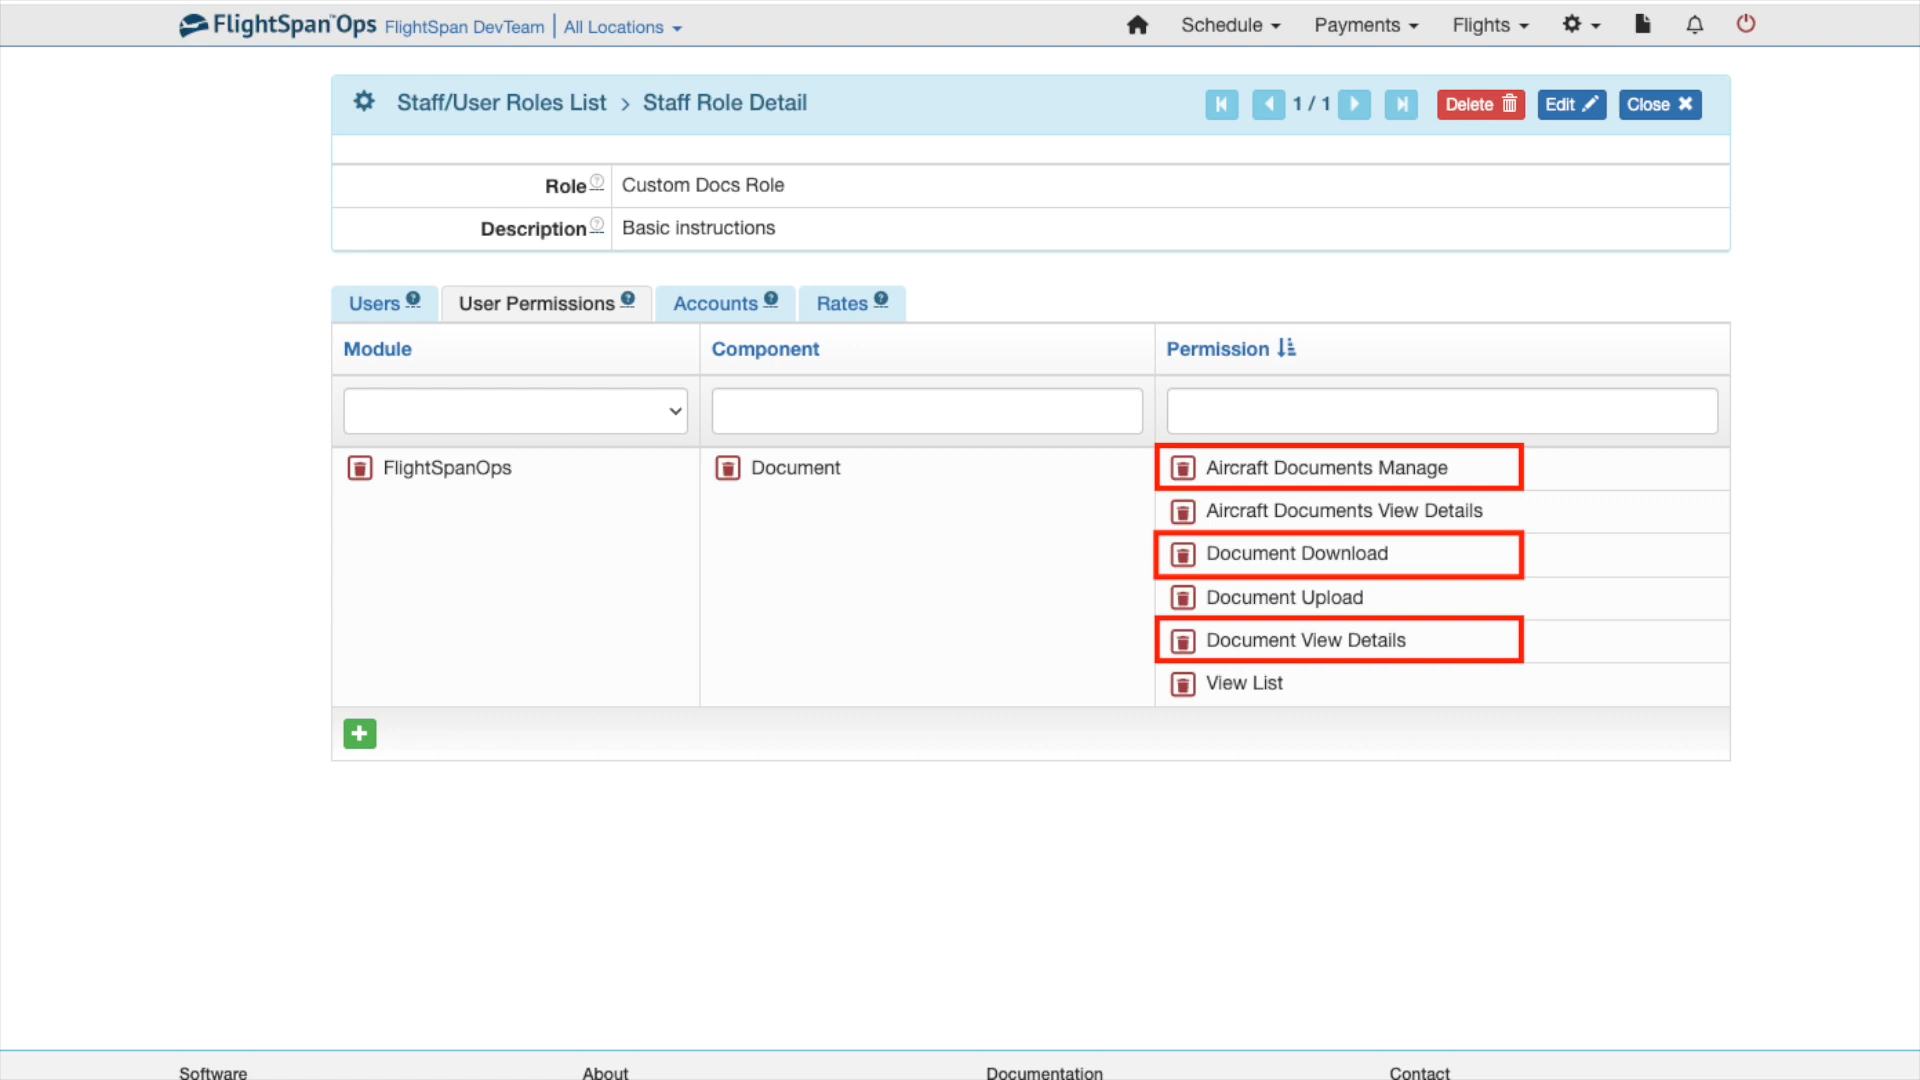 FlightSpan™Ops FlightSpan DevTeam All Locations Schedule Payments Flights
Staff/User Roles List > Staff Role Detail 1 / 1 Delete Edit Close
Role Custom Docs Role
Description Basic instructions
Users User Permissions Accounts Rates
Module Component Permission
FlightSpanOps Document Aircraft Documents Manage
Aircraft Documents View Details
Document Download
Document Upload
Document View Details
View List
Software About Documentation Contact